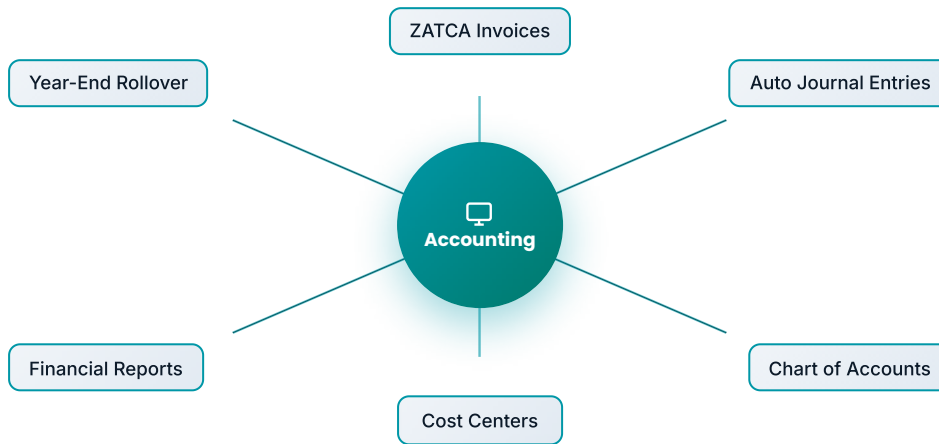 ZATCA Invoices
Year-End Rollover
Auto Journal Entries
Accounting
Financial Reports
Chart of Accounts
Cost Centers